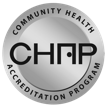 COMMUNITY HEALTH
CHAP
ACCREDITATION PROGRAM